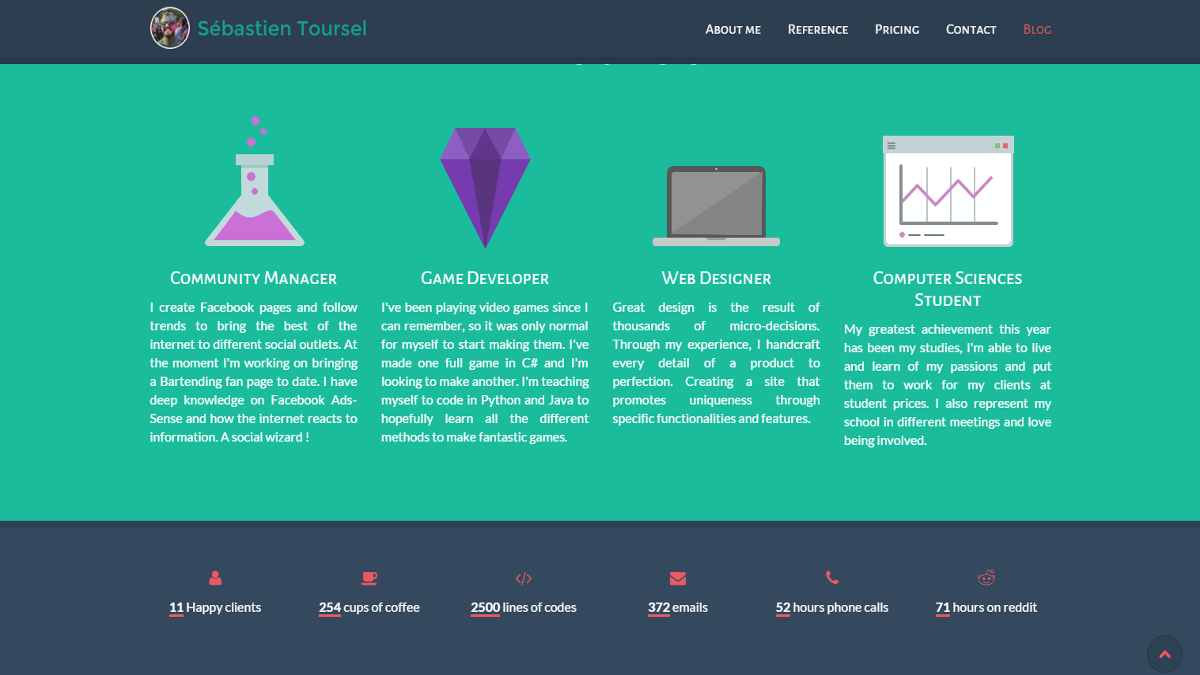 Sébastien Toursel
About me Reference Pricing Contact Blog
Community Manager
I create Facebook pages and follow
trends to bring the best of the
internet to different social outlets. At
the moment I'm working on bringing
a Bartending fan page to date. I have
deep knowledge on Facebook Ads-
Sense and how the internet reacts to
information. A social wizard !
Game Developer
I've been playing video games since I
can remember, so it was only normal
for myself to start making them. I've
made one full game in C# and I'm
looking to make another. I'm teaching
myself to code in Python and Java to
hopefully learn all the different
methods to make fantastic games.
Web Designer
Great design is the result of
thousands of micro-decisions.
Through my experience, I handcraft
every detail of a product to
perfection. Creating a site that
promotes uniqueness through
specific functionalities and features.
Computer Sciences
Student
My greatest achievement this year
has been my studies, I'm able to live
and learn of my passions and put
them to work for my clients at
student prices. I also represent my
school in different meetings and love
being involved.
11 Happy clients
254 cups of coffee
2500 lines of codes
372 emails
52 hours phone calls
71 hours on reddit